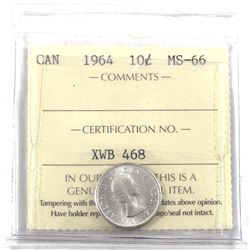 CAN 1964 10¢ MS-66
— COMMENTS —
— CERTIFICATION NO. —
XWB 468
IN OUR THIS IS A
GENU ITEM.
Tampering with th dates above opinion.
Have holder rep age/seal not intact.